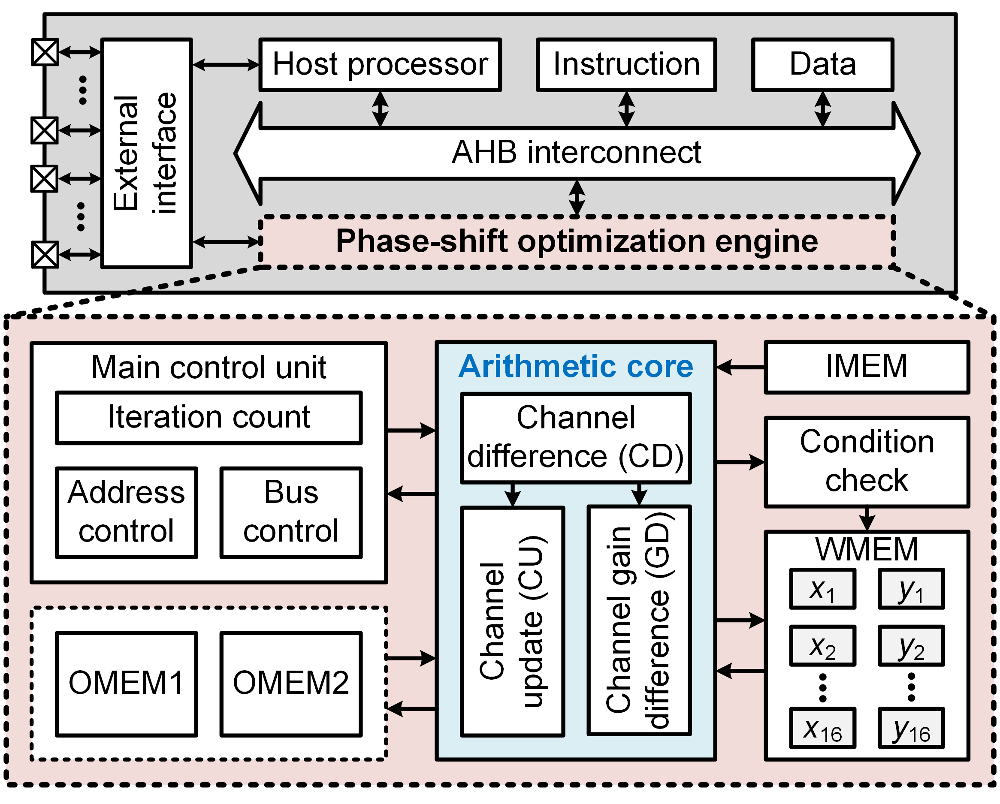 External
interface
Host processor
Instruction
Data
AHB interconnect
Phase-shift optimization engine
Main control unit
Iteration count
Address
control
Bus
control
OMEM1
OMEM2
Arithmetic core
Channel
difference (CD)
Channel
update (CU)
Channel gain
difference (GD)
IMEM
Condition
check
WMEM
x1
y1
x2
y2
x16
y16